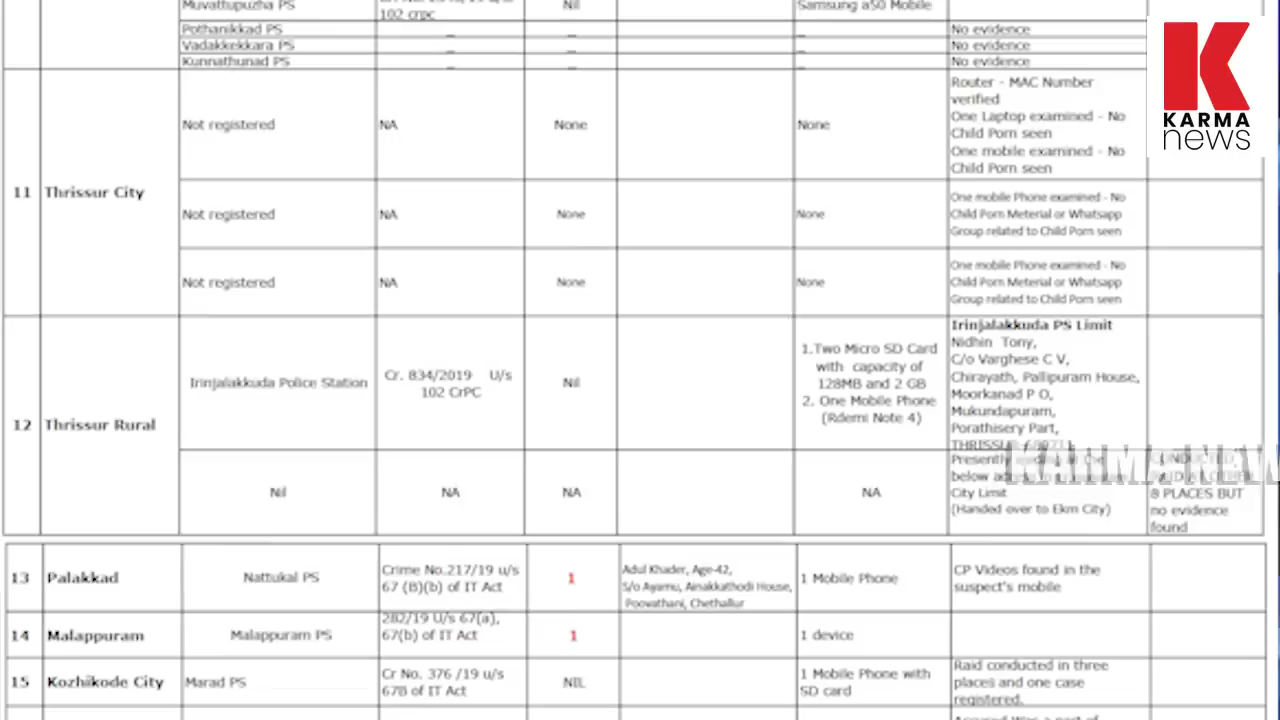 Muvattupuzha PS
102 crpc
Nil
Samsung a50 Mobile
Pothanikkad PS _ _ _ No evidence
Vadakkekkara PS _ _ _ No evidence
Kunnathunad PS _ _ _ No evidence
11 Thrissur City
Not registered NA None None
Router - MAC Number
verified
One Laptop examined - No
Child Porn seen
One mobile examined - No
Child Porn seen
Not registered NA None None
One mobile Phone examined - No
Child Porn Meterial or Whatsapp
Group related to Child Porn seen
Not registered NA None None
One mobile Phone examined - No
Child Porn Meterial or Whatsapp
Group related to Child Porn seen
12 Thrissur Rural
Irinjalakkuda Police Station
Cr. 834/2019 U/s
102 CrPC
Nil
1.Two Micro SD Card
with capacity of
128MB and 2 GB
2. One Mobile Phone
(Rdemi Note 4)
Irinjalakkuda PS Limit
Nidhin Tony,
C/o Varghese C V,
Chirayath, Pallipuram House,
Moorkanad P O,
Mukundapuram,
Porathisery Part,
Nil NA NA NA
Presently
below
City Limit
(Handed over to Ekm City)
8 PLACES BUT
no evidence
found
13 Palakkad
Nattukal PS
Crime No.217/19 u/s
67 (B)(b) of IT Act
1
Adul Khader, Age-42,
S/o Ayamu, Ainakkathodi House,
Poovathani, Chethallur
1 Mobile Phone
CP Videos found in the
suspect's mobile
14 Malappuram
Malappuram PS
282/19 U/s 67(a),
67(b) of IT Act
1
1 device
15 Kozhikode City
Marad PS
Cr No. 376 /19 u/s
67B of IT Act
NIL
1 Mobile Phone with
SD card
Raid conducted in three
places and one case
registered.
Accused Was a part of
KARMA
news
KARMA NEW